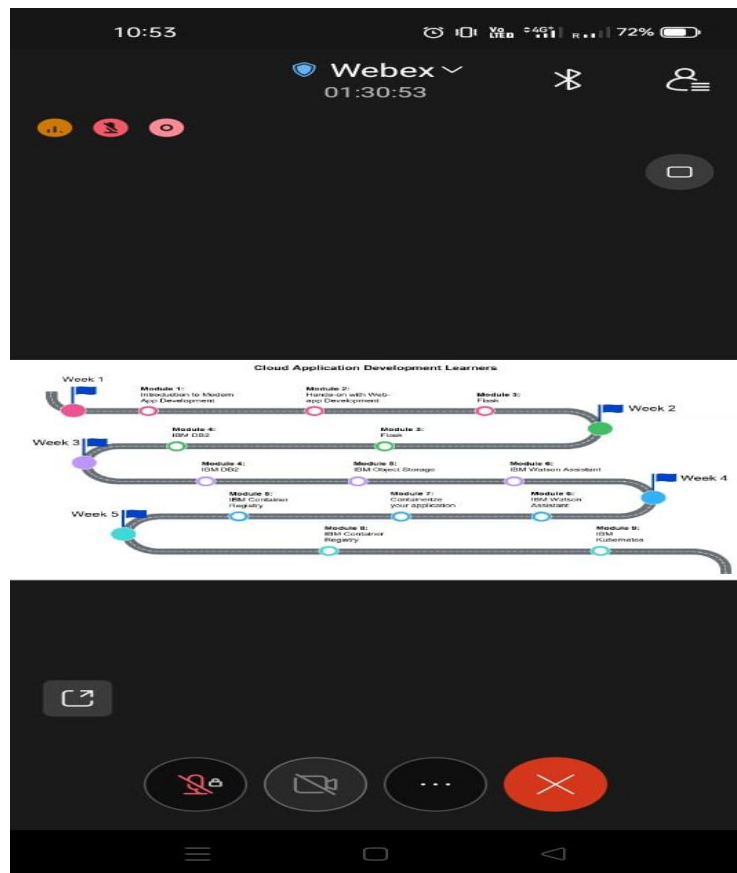 10:53
Vo LTE 4G+ R 72%
Webex
01:30:53
Cloud Application Development Learners
Week 1
Module 1:
Introduction to Modern
App Development
Module 2:
Hands-on with Web-
app Development
Module 3:
Flask
Week 2
Module 4:
IBM DB2
Module 3:
Flask
Week 3
Module 4:
IBM DB2
Module 5:
IBM Object Storage
Module 6:
IBM Watson Assistant
Week 4
Module 8:
IBM Container
Registry
Module 7:
Containerize
your application
Module 6:
IBM Watson
Assistant
Week 5
Module 8:
IBM Container
Registry
Module 9:
IBM
Kubernetes